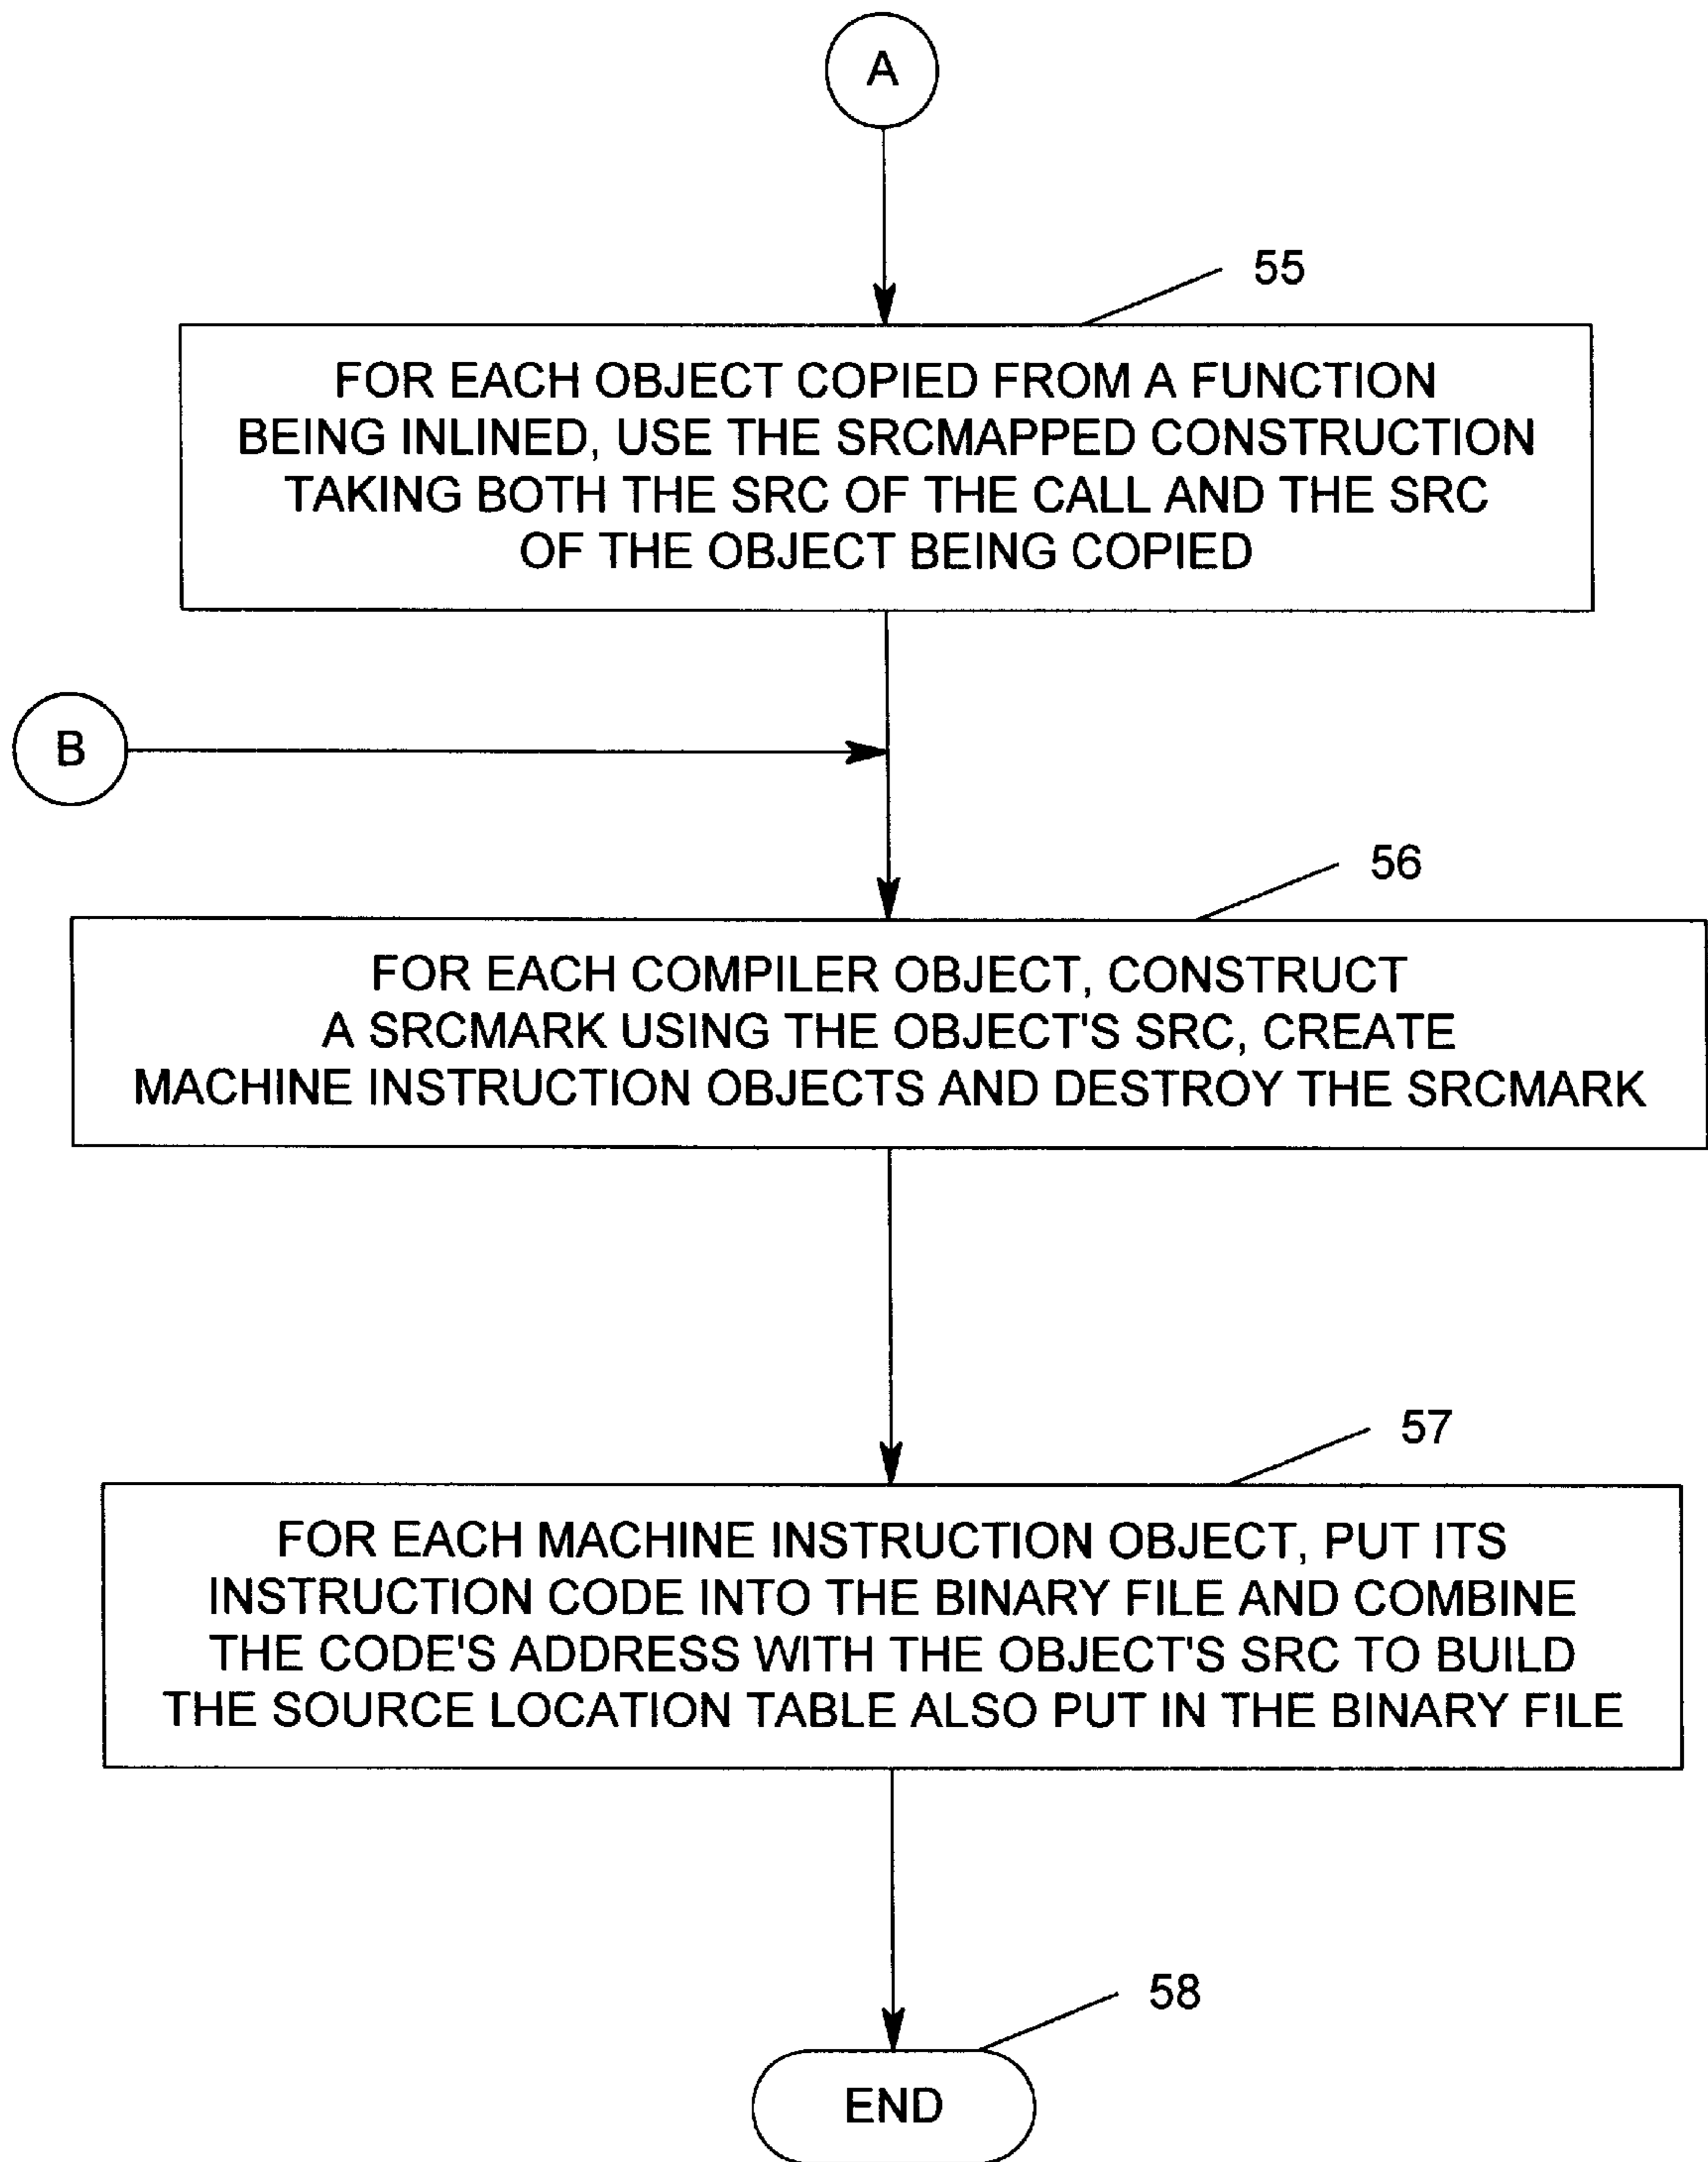 A
55
FOR EACH OBJECT COPIED FROM A FUNCTION
BEING INLINED, USE THE SRCMAPPED CONSTRUCTION
TAKING BOTH THE SRC OF THE CALL AND THE SRC
OF THE OBJECT BEING COPIED
B
56
FOR EACH COMPILER OBJECT, CONSTRUCT
A SRCMARK USING THE OBJECT'S SRC, CREATE
MACHINE INSTRUCTION OBJECTS AND DESTROY THE SRCMARK
57
FOR EACH MACHINE INSTRUCTION OBJECT, PUT ITS
INSTRUCTION CODE INTO THE BINARY FILE AND COMBINE
THE CODE'S ADDRESS WITH THE OBJECT'S SRC TO BUILD
THE SOURCE LOCATION TABLE ALSO PUT IN THE BINARY FILE
58
END